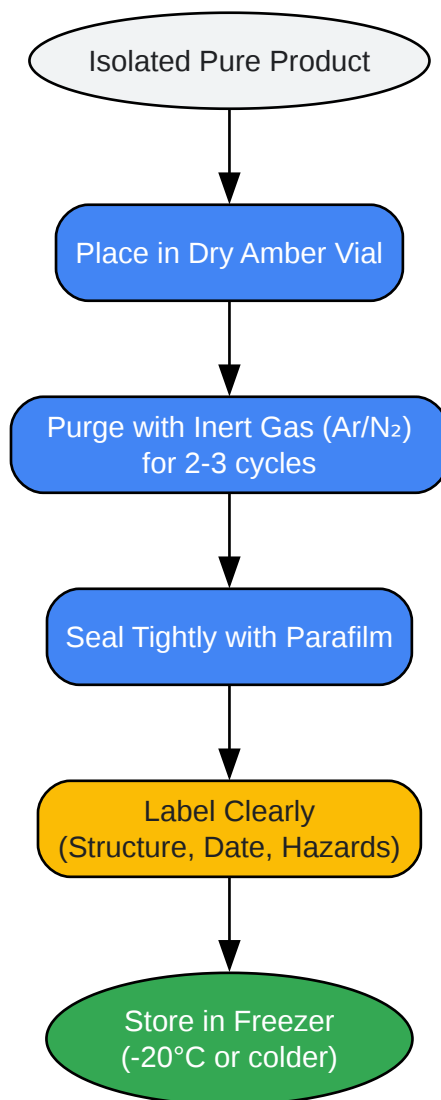 Isolated Pure Product
Place in Dry Amber Vial
Purge with Inert Gas (Ar/N₂)
for 2-3 cycles
Seal Tightly with Parafilm
Label Clearly
(Structure, Date, Hazards)
Store in Freezer
(-20°C or colder)